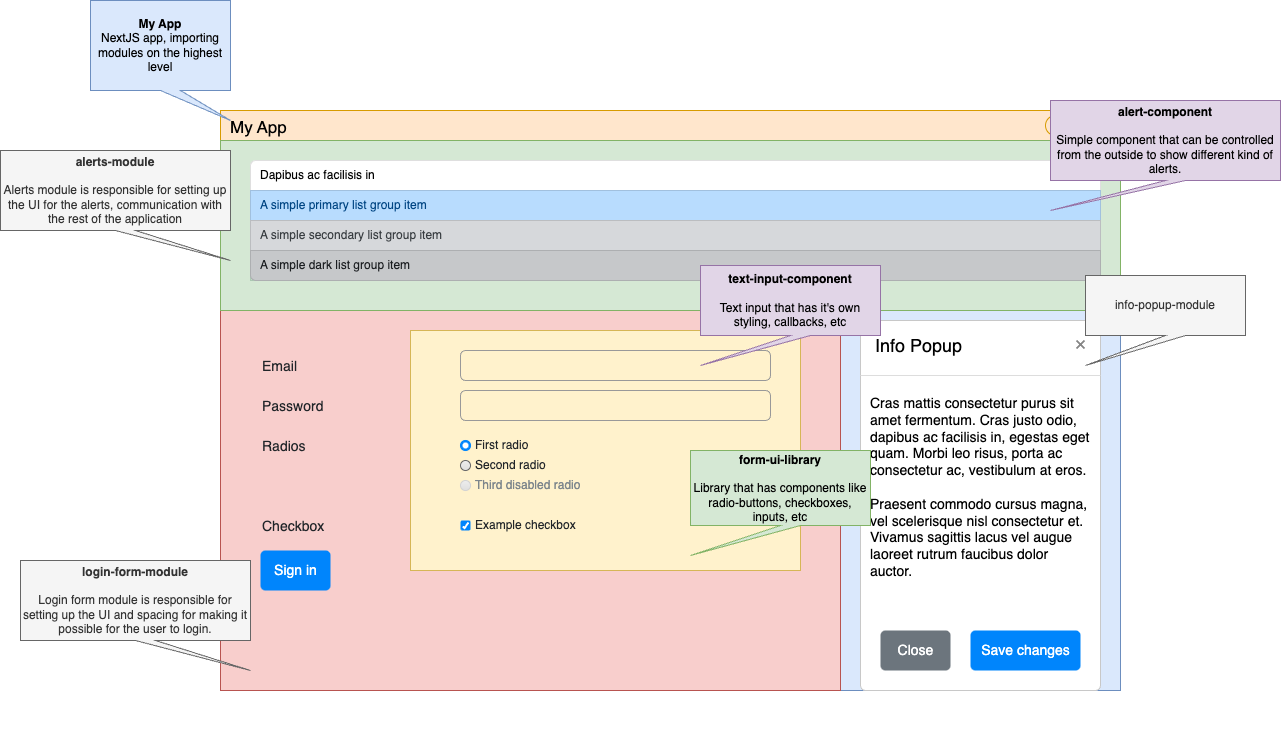 My App
NextJS app, importing
modules on the highest
level
My App
alert-component
Simple component that can be controlled
from the outside to show different kind of
alerts.
alerts-module
Alerts module is responsible for setting up
the UI for the alerts, communication with
the rest of the application
Dapibus ac facilisis in
A simple primary list group item
A simple secondary list group item
A simple dark list group item
text-input-component
Text input that has it's own
styling, callbacks, etc
info-popup-module
Email
Password
Radios
First radio
Second radio
Third disabled radio
Checkbox
Example checkbox
Sign in
form-ui-library
Library that has components like
radio-buttons, checkboxes,
inputs, etc
login-form-module
Login form module is responsible for
setting up the UI and spacing for making it
possible for the user to login.
Info Popup
×
Cras mattis consectetur purus sit
amet fermentum. Cras justo odio,
dapibus ac facilisis in, egestas eget
quam. Morbi leo risus, porta ac
consectetur ac, vestibulum at eros.
Praesent commodo cursus magna,
vel scelerisque nisl consectetur et.
Vivamus sagittis lacus vel augue
laoreet rutrum faucibus dolor
auctor.
Close
Save changes